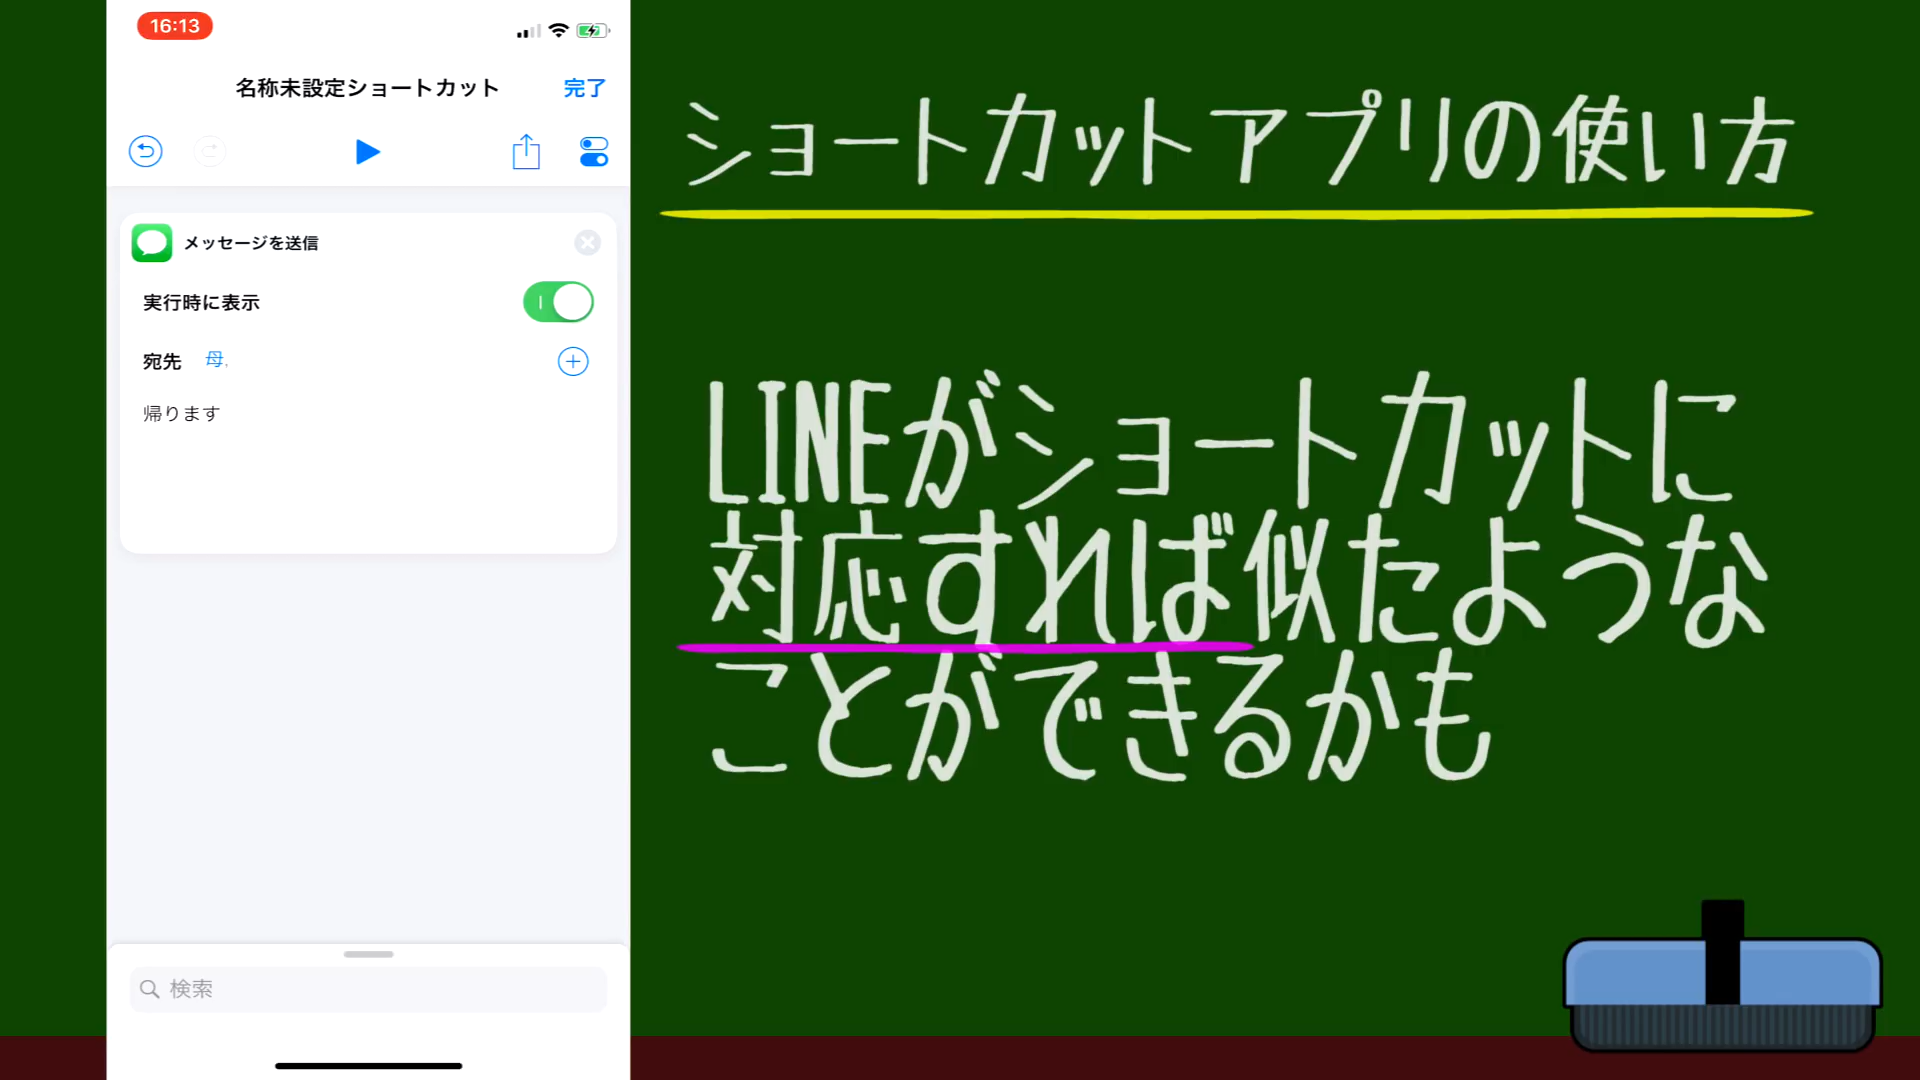 16:13
名称未設定ショートカット
完了
メッセージを送信
実行時に表示
宛先 母,
帰ります
検索
ショートカットアプリの使い方
LINEがショートカットに
対応すれば似たような
ことができるかも